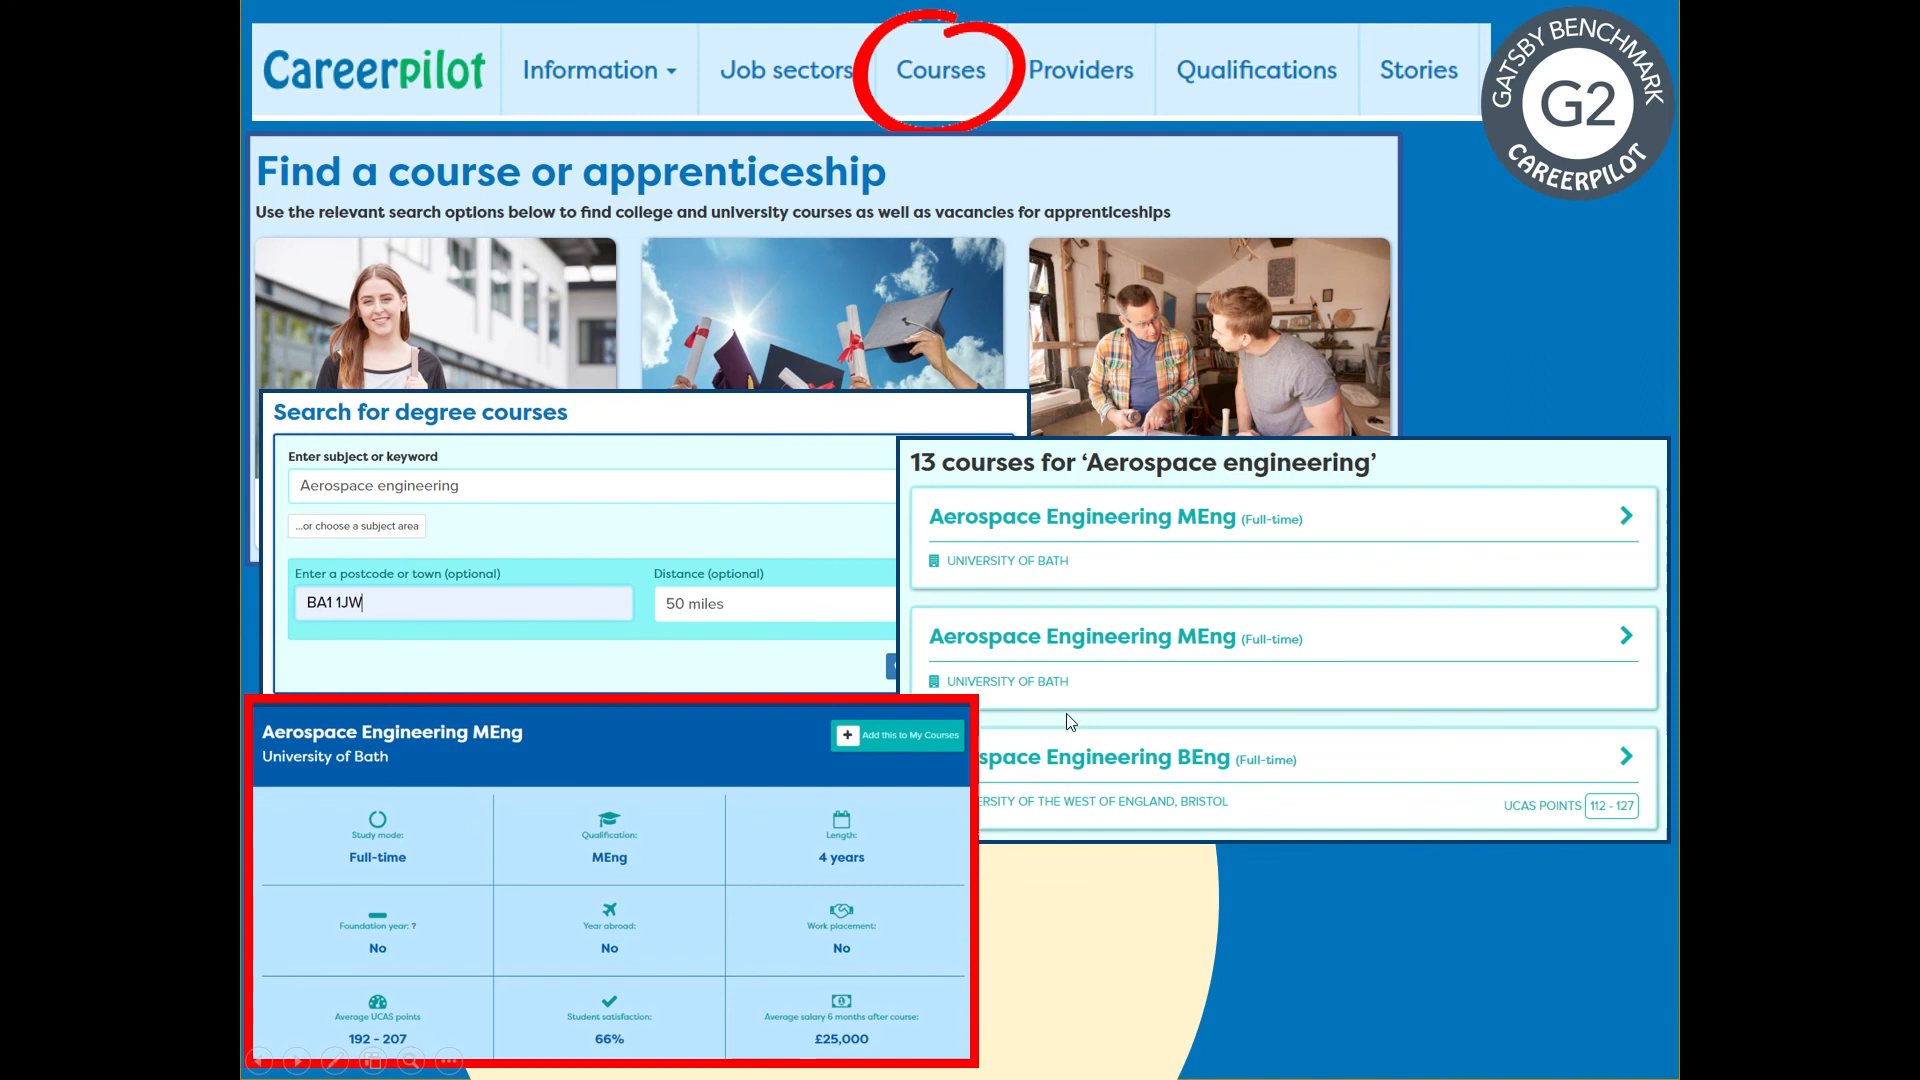 Careerpilot
Information
Job sectors
Courses
Providers
Qualifications
Stories
GATSBY BENCHMARK
G2
CAREERPILOT
Find a course or apprenticeship
Use the relevant search options below to find college and university courses as well as vacancies for apprenticeships
Search for degree courses
Enter subject or keyword
Aerospace engineering
...or choose a subject area
Enter a postcode or town (optional)
Distance (optional)
BA1 1JW
50 miles
13 courses for ‘Aerospace engineering’
Aerospace Engineering MEng (Full-time)
UNIVERSITY OF BATH
Aerospace Engineering MEng (Full-time)
UNIVERSITY OF BATH
space Engineering BEng (Full-time)
ERSITY OF THE WEST OF ENGLAND, BRISTOL
UCAS POINTS 112 - 127
Aerospace Engineering MEng
University of Bath
+ Add this to My Courses
Study mode:
Full-time
Qualification:
MEng
Length:
4 years
Foundation year: ?
No
Year abroad:
No
Work placement:
No
Average UCAS points
192 - 207
Student satisfaction:
66%
Average salary 6 months after course:
£25,000